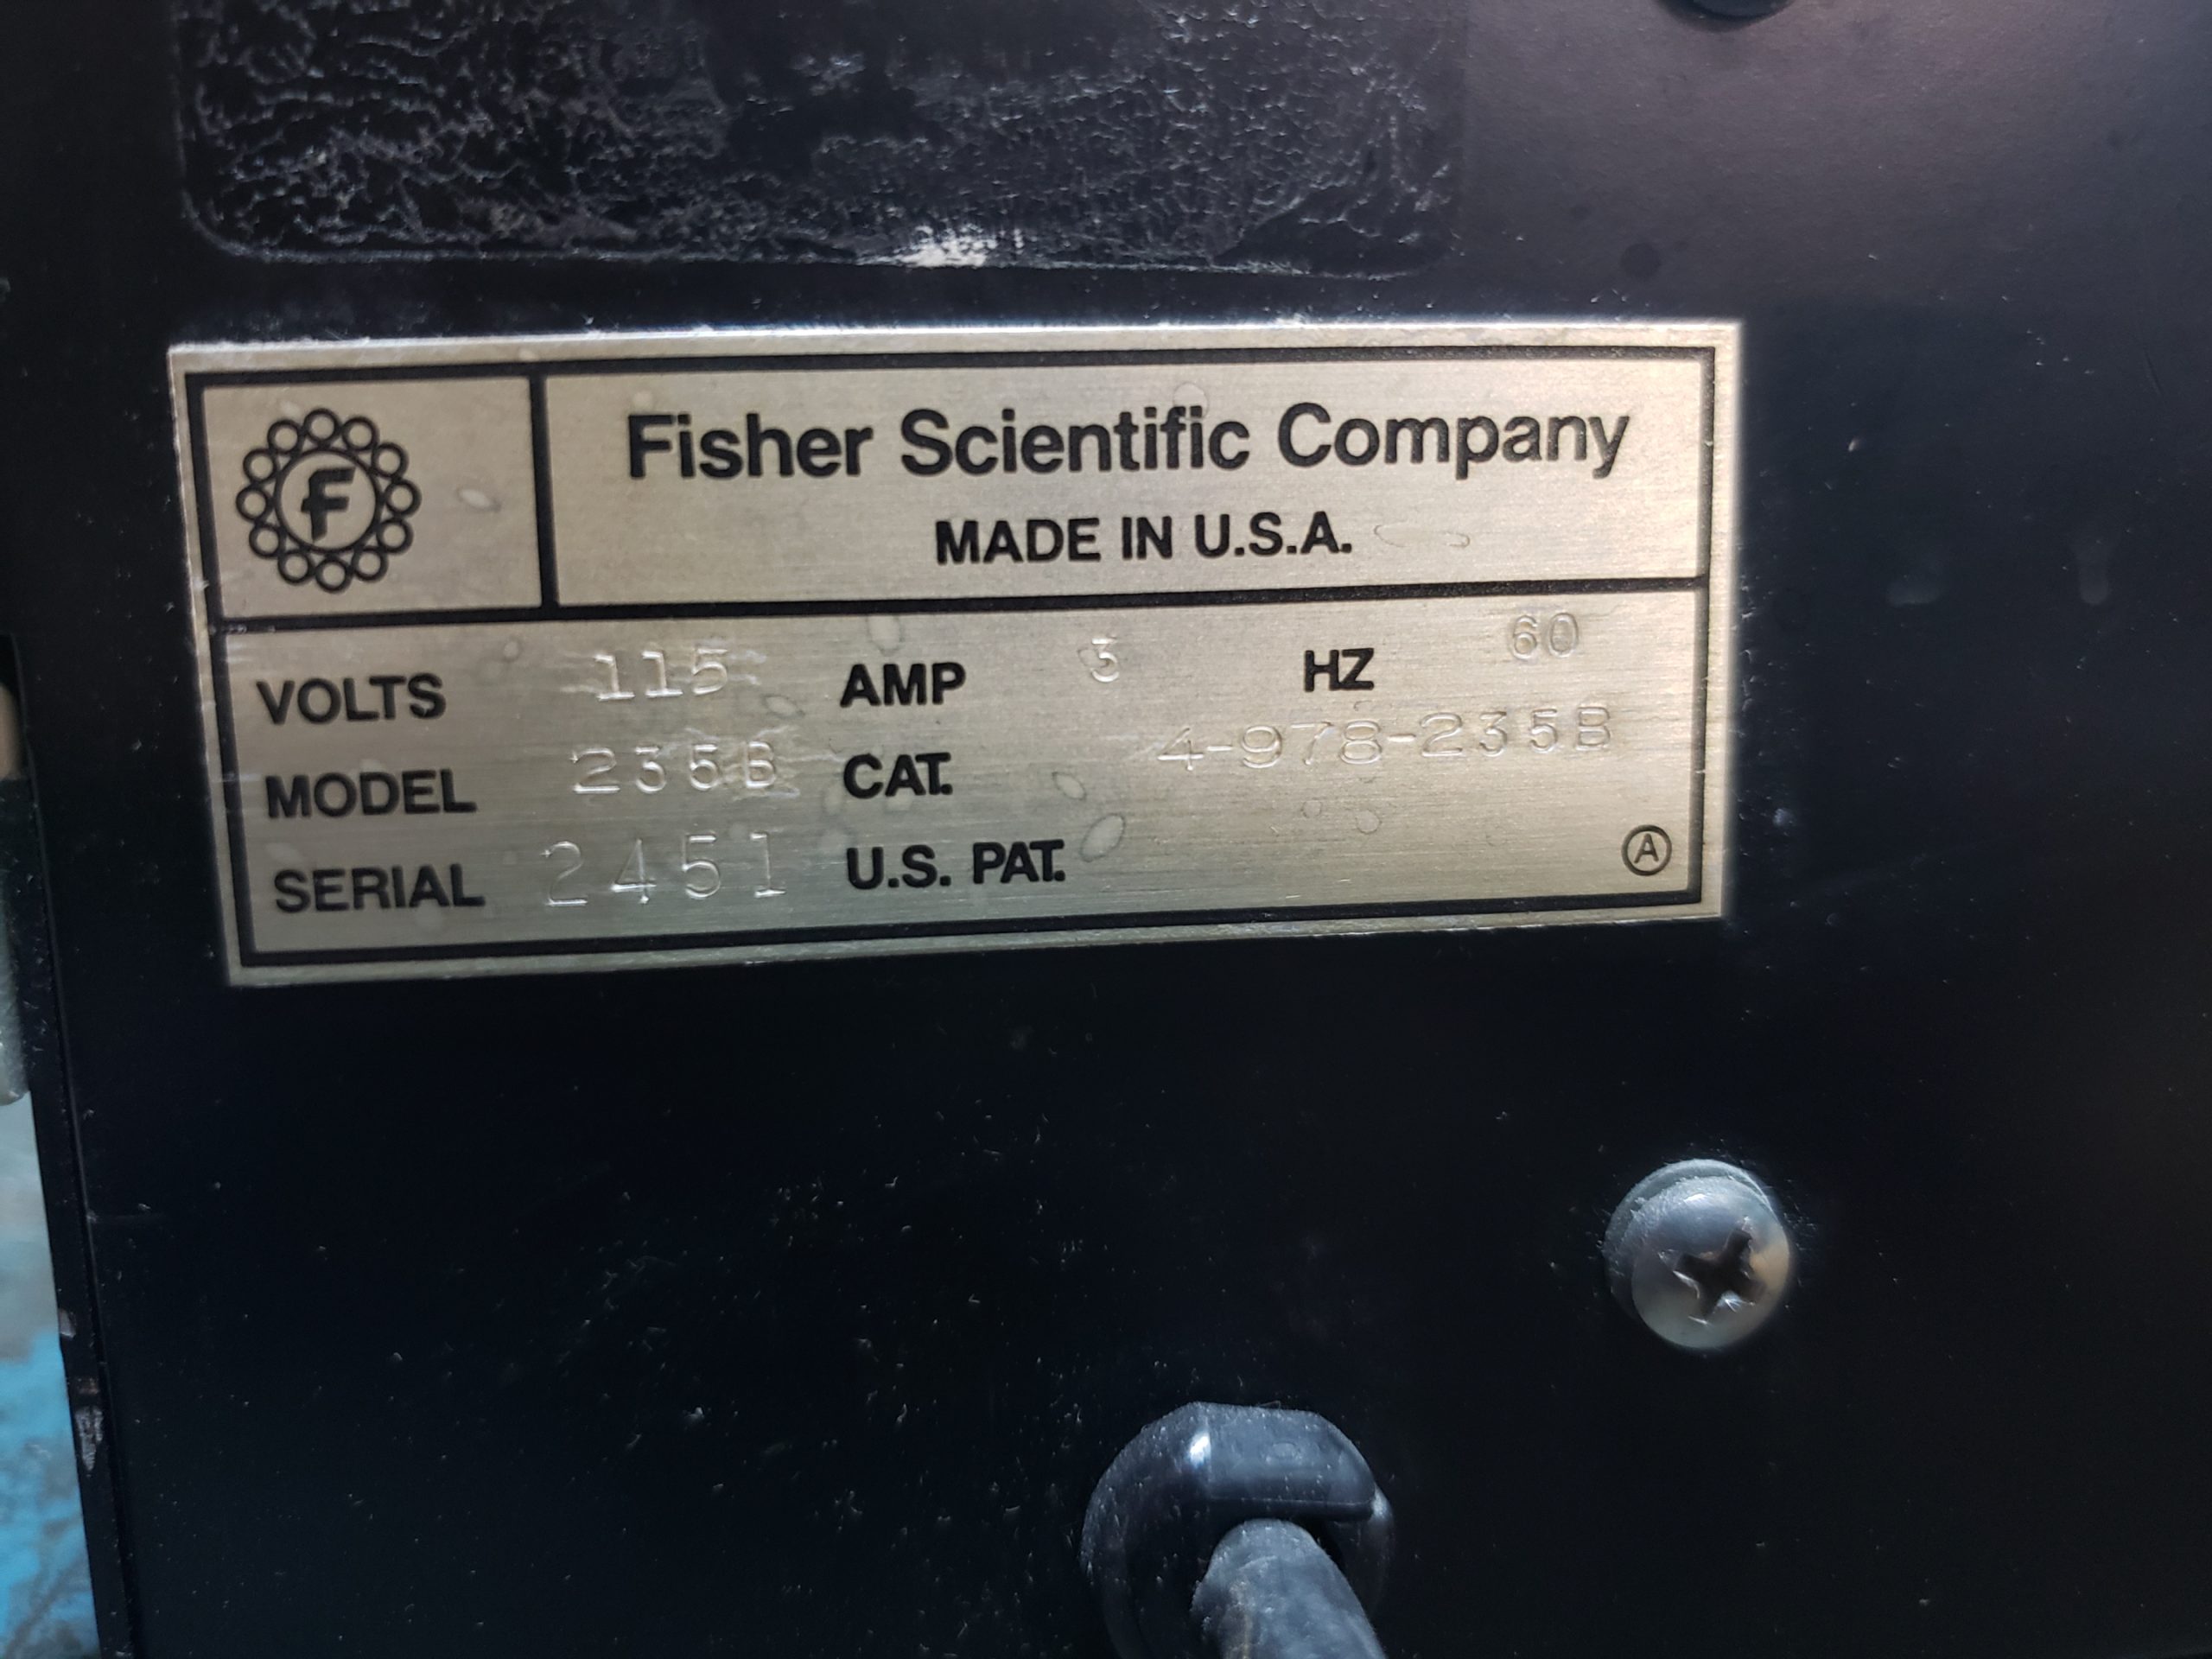 F
Fisher Scientific Company
MADE IN U.S.A.
VOLTS 115 AMP 3 HZ 60
MODEL 235B CAT. 4-978-235B
SERIAL 2451 U.S. PAT.
A